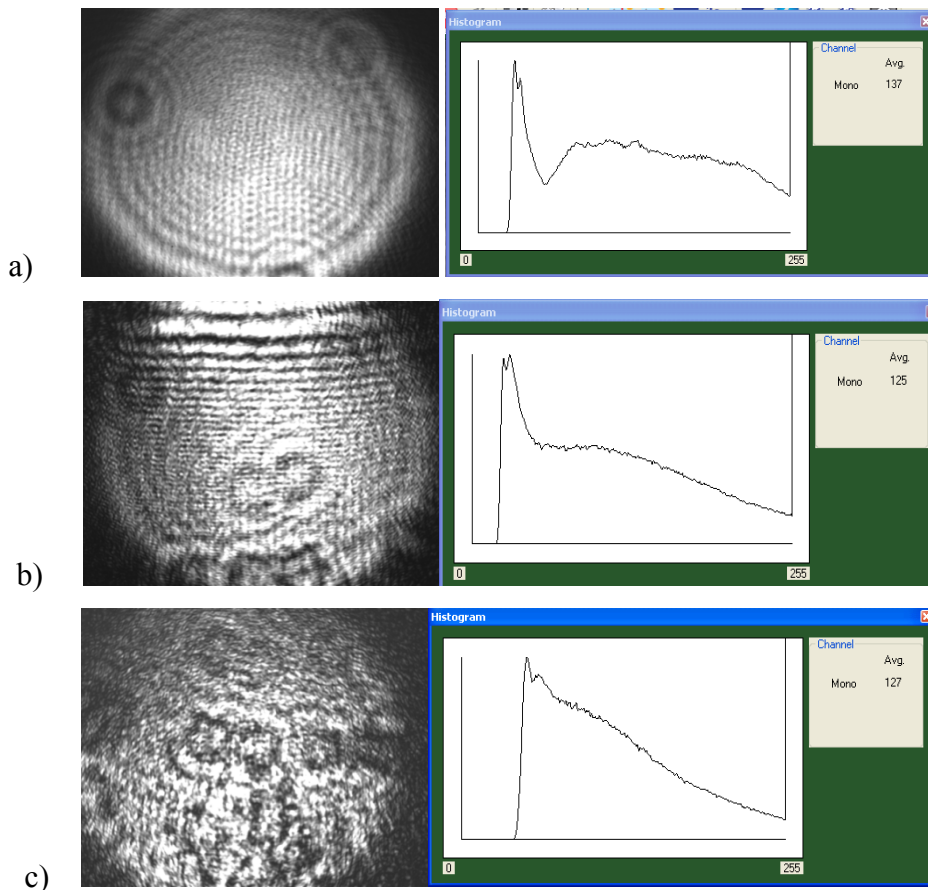 a)
Histogram
Channel
Avg.
Mono 137
0 255
b)
Histogram
Channel
Avg.
Mono 125
0 255
c)
Histogram
Channel
Avg.
Mono 127
0 255